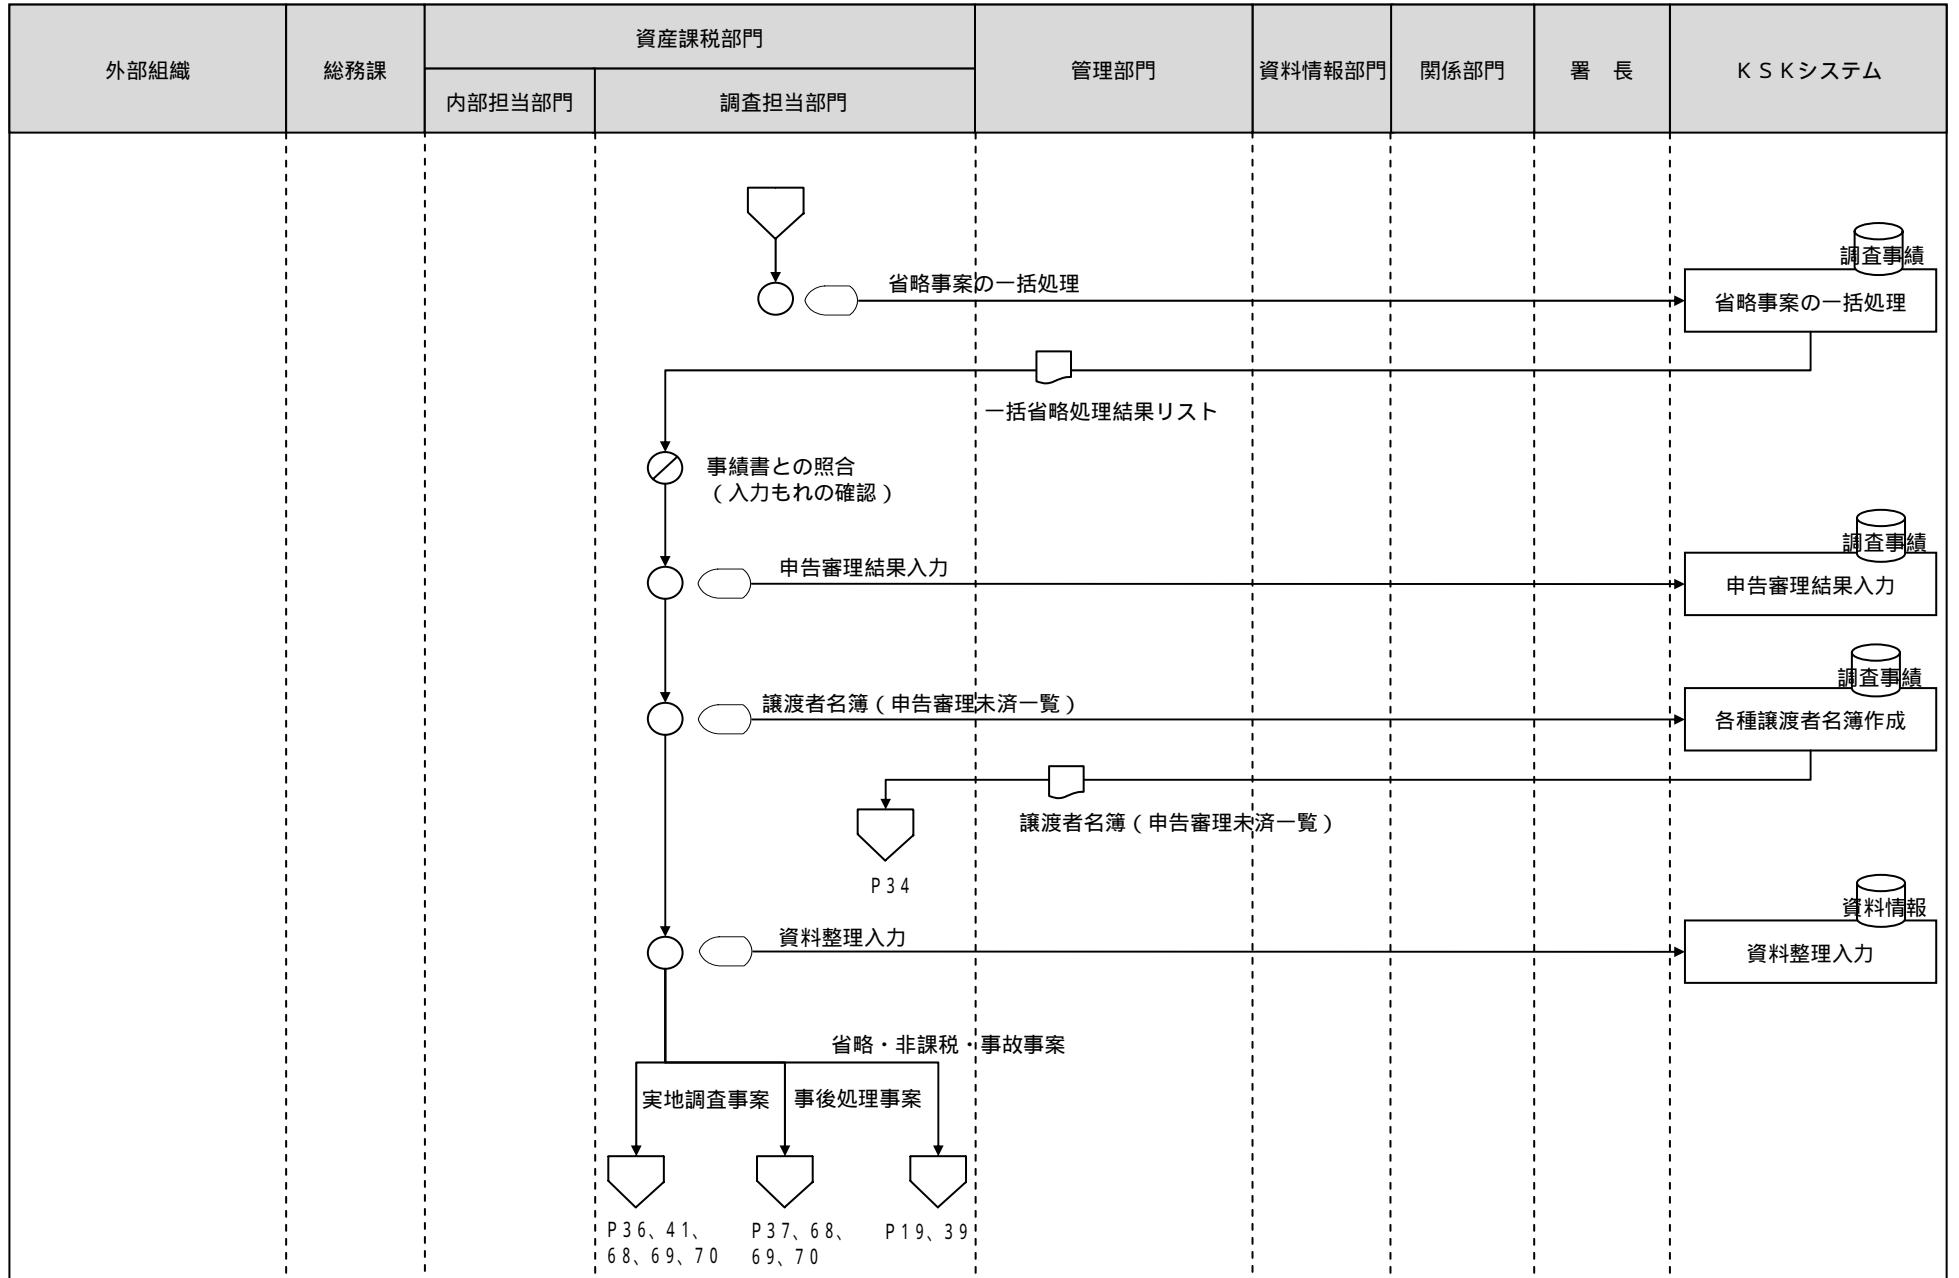 外部組織
総務課
資産課税部門
内部担当部門
調査担当部門
管理部門
資料情報部門
関係部門
署　長
ＫＳＫシステム
調査事績
省略事案の一括処理
省略事案の一括処理
一括省略処理結果リスト
事績書との照合
（入力もれの確認）
調査事績
申告審理結果入力
申告審理結果入力
調査事績
譲渡者名簿（申告審理未済一覧）
各種譲渡者名簿作成
譲渡者名簿（申告審理未済一覧）
Ｐ３４
資料情報
資料整理入力
資料整理入力
省略・非課税・事故事案
実地調査事案
事後処理事案
Ｐ３６、４１、
６８、６９、７０
Ｐ３７、６８、
６９、７０
Ｐ１９、３９